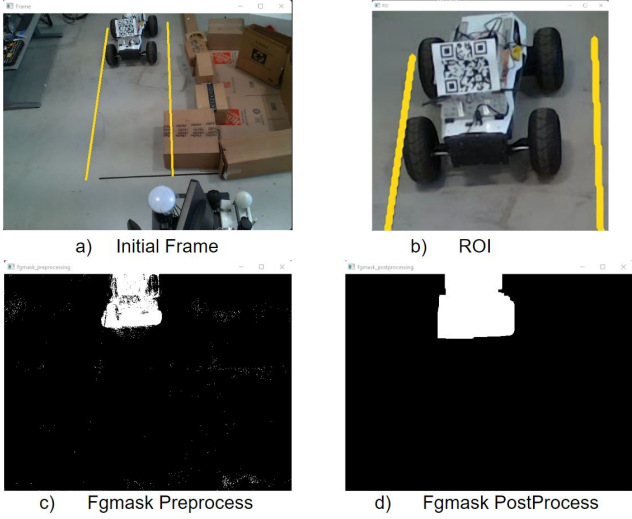 Frame
ROI
a) Initial Frame
b) ROI
fgmask_preprocessing
Fgmask_postprocessing
c) Fgmask Preprocess
d) Fgmask PostProcess